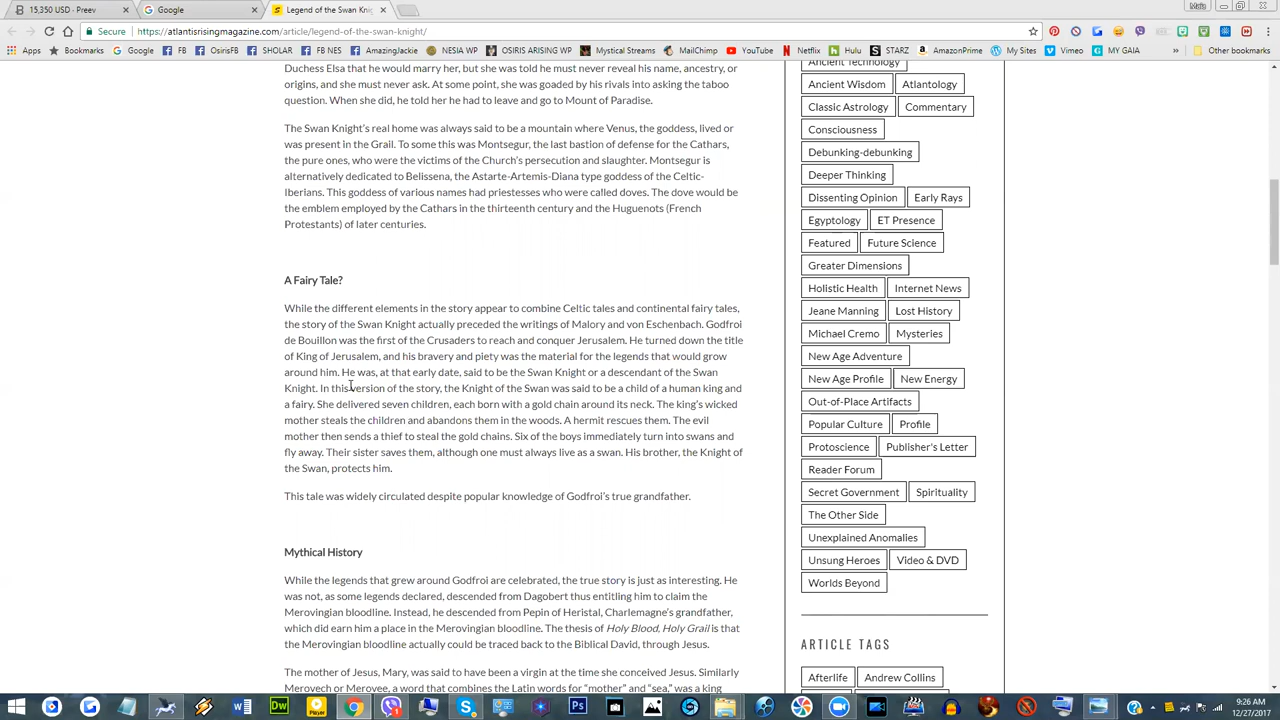 15,350 USD - Preev
Google
Legend of the Swan Knig
Secure
https://atlantisrisingmagazine.com/article/legend-of-the-swan-knight/
Apps
Bookmarks
Google
FB
OsirisFB
SHOLAR
FB NES
AmazingJackie
NESIA WP
OSIRIS ARISING WP
Mystical Streams
MailChimp
YouTube
Netflix
Hulu
STARZ
AmazonPrime
My Sites
Vimeo
MY GAIA
Other bookmarks
Duchess Elsa that he would marry her, but she was told he must never reveal his name, ancestry, or
origins, and she must never ask. At some point, she was goaded by his rivals into asking the taboo
question. When she did, he told her he had to leave and go to Mount of Paradise.
The Swan Knight's real home was always said to be a mountain where Venus, the goddess, lived or
was present in the Grail. To some this was Montsegur, the last bastion of defense for the Cathars,
the pure ones, who were the victims of the Church's persecution and slaughter. Montsegur is
alternatively dedicated to Belissena, the Astarte-Artemis-Diana type goddess of the Celtic-
Iberians. This goddess of various names had priestesses who were called doves. The dove would be
the emblem employed by the Cathars in the thirteenth century and the Huguenots (French
Protestants) of later centuries.
A Fairy Tale?
While the different elements in the story appear to combine Celtic tales and continental fairy tales,
the story of the Swan Knight actually preceded the writings of Malory and von Eschenbach. Godfroi
de Bouillon was the first of the Crusaders to reach and conquer Jerusalem. He turned down the title
of King of Jerusalem, and his bravery and piety was the material for the legends that would grow
around him. He was, at that early date, said to be the Swan Knight or a descendant of the Swan
Knight. In this version of the story, the Knight of the Swan was said to be a child of a human king and
a fairy. She delivered seven children, each born with a gold chain around its neck. The king's wicked
mother steals the children and abandons them in the woods. A hermit rescues them. The evil
mother then sends a thief to steal the gold chains. Six of the boys immediately turn into swans and
fly away. Their sister saves them, although one must always live as a swan. His brother, the Knight of
the Swan, protects him.
This tale was widely circulated despite popular knowledge of Godfroi's true grandfather.
Mythical History
While the legends that grew around Godfroi are celebrated, the true story is just as interesting. He
was not, as some legends declared, descended from Dagobert thus entitling him to claim the
Merovingian bloodline. Instead, he descended from Pepin of Heristal, Charlemagne's grandfather,
which did earn him a place in the Merovingian bloodline. The thesis of Holy Blood, Holy Grail is that
the Merovingian bloodline actually could be traced back to the Biblical David, through Jesus.
The mother of Jesus, Mary, was said to have been a virgin at the time she conceived Jesus. Similarly
Merovech or Merovee, a word that combines the Latin words for "mother" and "sea," was a king
Ancient Technology
Ancient Wisdom
Atlantology
Classic Astrology
Commentary
Consciousness
Debunking-debunking
Deeper Thinking
Dissenting Opinion
Early Rays
Egyptology
ET Presence
Featured
Future Science
Greater Dimensions
Holistic Health
Internet News
Jeane Manning
Lost History
Michael Cremo
Mysteries
New Age Adventure
New Age Profile
New Energy
Out-of-Place Artifacts
Popular Culture
Profile
Protoscience
Publisher's Letter
Reader Forum
Secret Government
Spirituality
The Other Side
Unexplained Anomalies
Unsung Heroes
Video & DVD
Worlds Beyond
ARTICLE TAGS
Afterlife
Andrew Collins
9:26 AM
12/27/2017